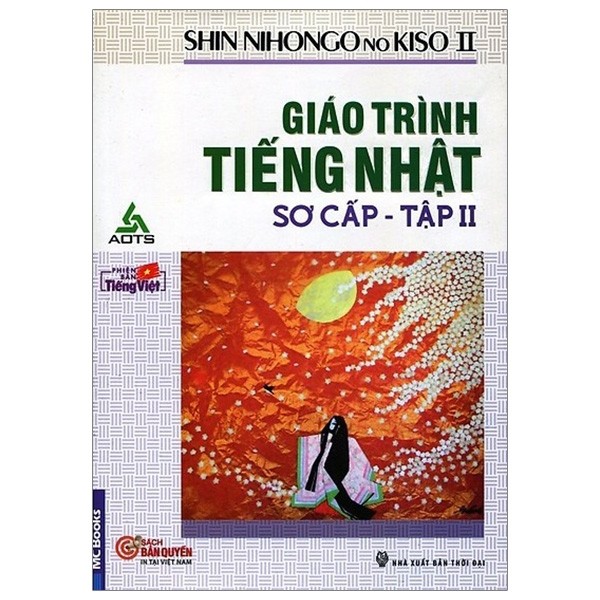 SHIN NIHONGO NO KISO II
GIÁO TRÌNH
TIẾNG NHẬT
SƠ CẤP - TẬP II
AOTS
PHIÊN BẢN
Tiếng Việt
MCBooks
SÁCH
BẢN QUYỀN
IN TẠI VIỆT NAM
NHÀ XUẤT BẢN THỜI ĐẠI